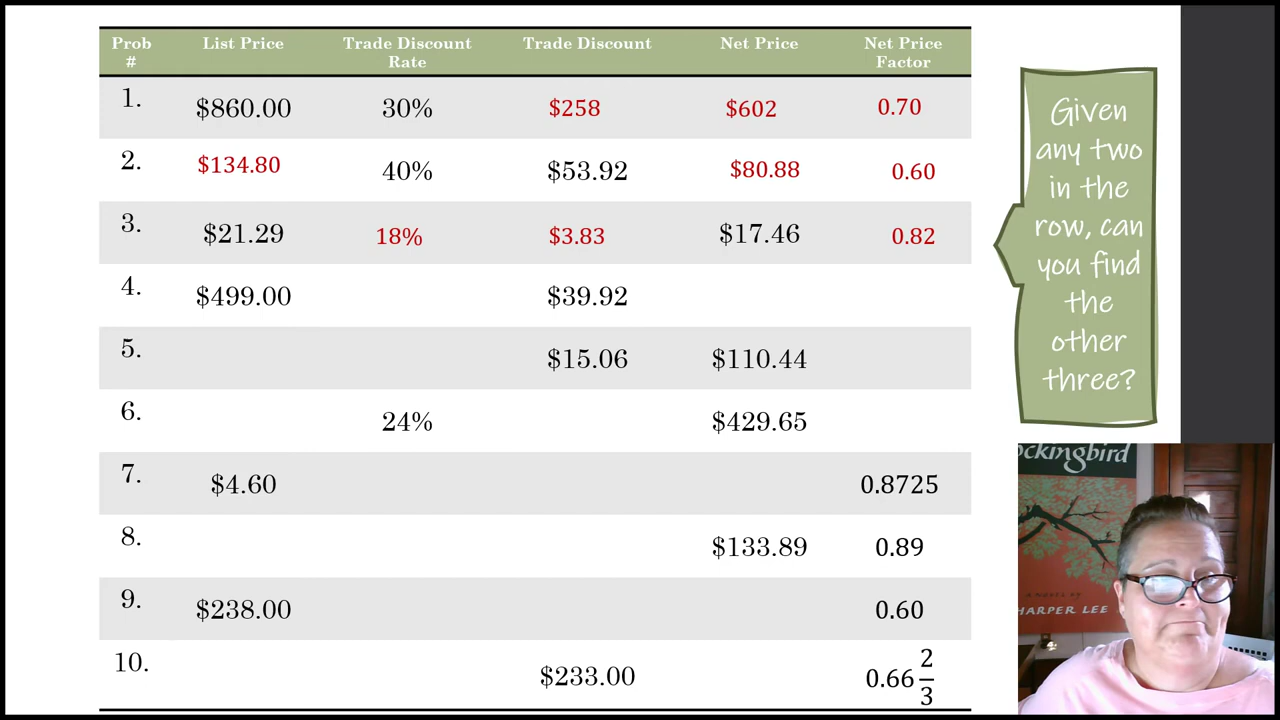 Prob # List Price Trade Discount Rate Trade Discount Net Price Net Price Factor
1. $860.00 30% $258 $602 0.70
2. $134.80 40% $53.92 $80.88 0.60
3. $21.29 18% $3.83 $17.46 0.82
4. $499.00 $39.92
5. $15.06 $110.44
6. 24% $429.65
7. $4.60 0.8725
8. $133.89 0.89
9. $238.00 0.60
10. $233.00 0.66 2/3
Given
any two
in the
row, can
you find
the
other
three?
ockingbird
A NOVEL BY
HARPER LEE